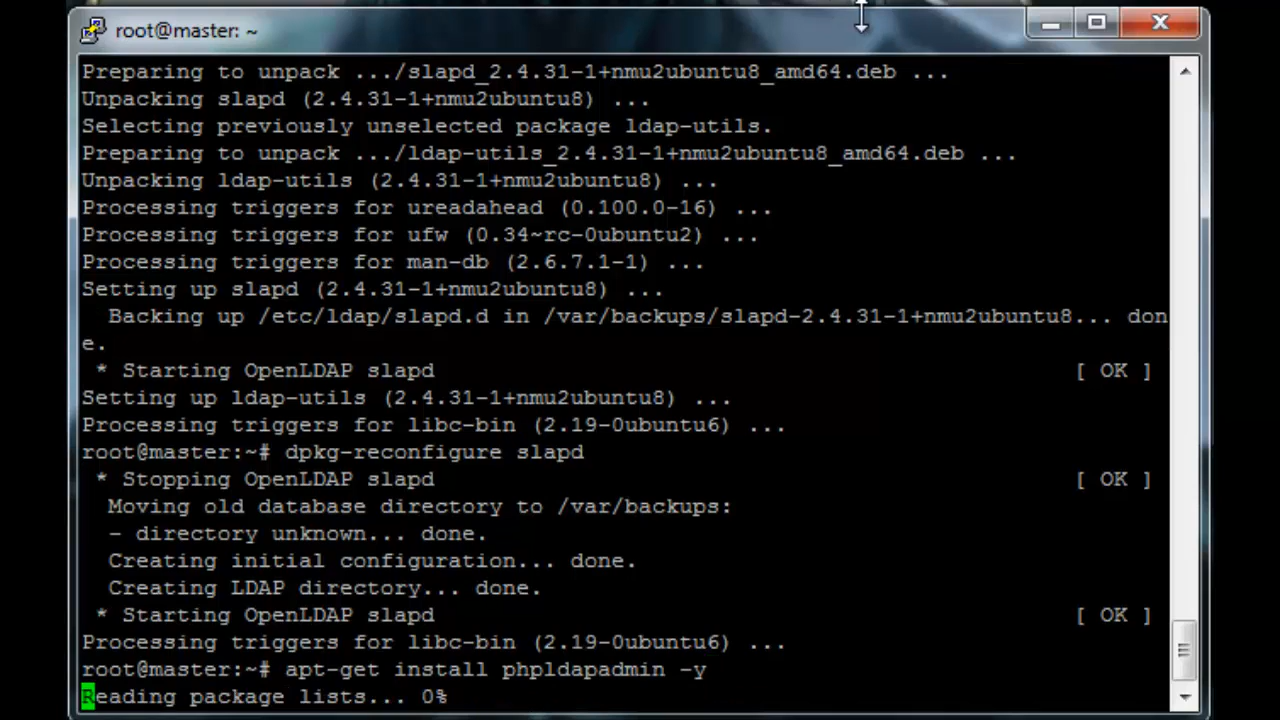 root@master: ~
Preparing to unpack .../slapd_2.4.31-1+nmu2ubuntu8_amd64.deb ...
Unpacking slapd (2.4.31-1+nmu2ubuntu8) ...
Selecting previously unselected package ldap-utils.
Preparing to unpack .../ldap-utils_2.4.31-1+nmu2ubuntu8_amd64.deb ...
Unpacking ldap-utils (2.4.31-1+nmu2ubuntu8) ...
Processing triggers for ureadahead (0.100.0-16) ...
Processing triggers for ufw (0.34~rc-0ubuntu2) ...
Processing triggers for man-db (2.6.7.1-1) ...
Setting up slapd (2.4.31-1+nmu2ubuntu8) ...
  Backing up /etc/ldap/slapd.d in /var/backups/slapd-2.4.31-1+nmu2ubuntu8... don
e.
 * Starting OpenLDAP slapd [ OK ]
Setting up ldap-utils (2.4.31-1+nmu2ubuntu8) ...
Processing triggers for libc-bin (2.19-0ubuntu6) ...
root@master:~# dpkg-reconfigure slapd
 * Stopping OpenLDAP slapd [ OK ]
  Moving old database directory to /var/backups:
  - directory unknown... done.
  Creating initial configuration... done.
  Creating LDAP directory... done.
 * Starting OpenLDAP slapd [ OK ]
Processing triggers for libc-bin (2.19-0ubuntu6) ...
root@master:~# apt-get install phpldapadmin -y
Reading package lists... 0%